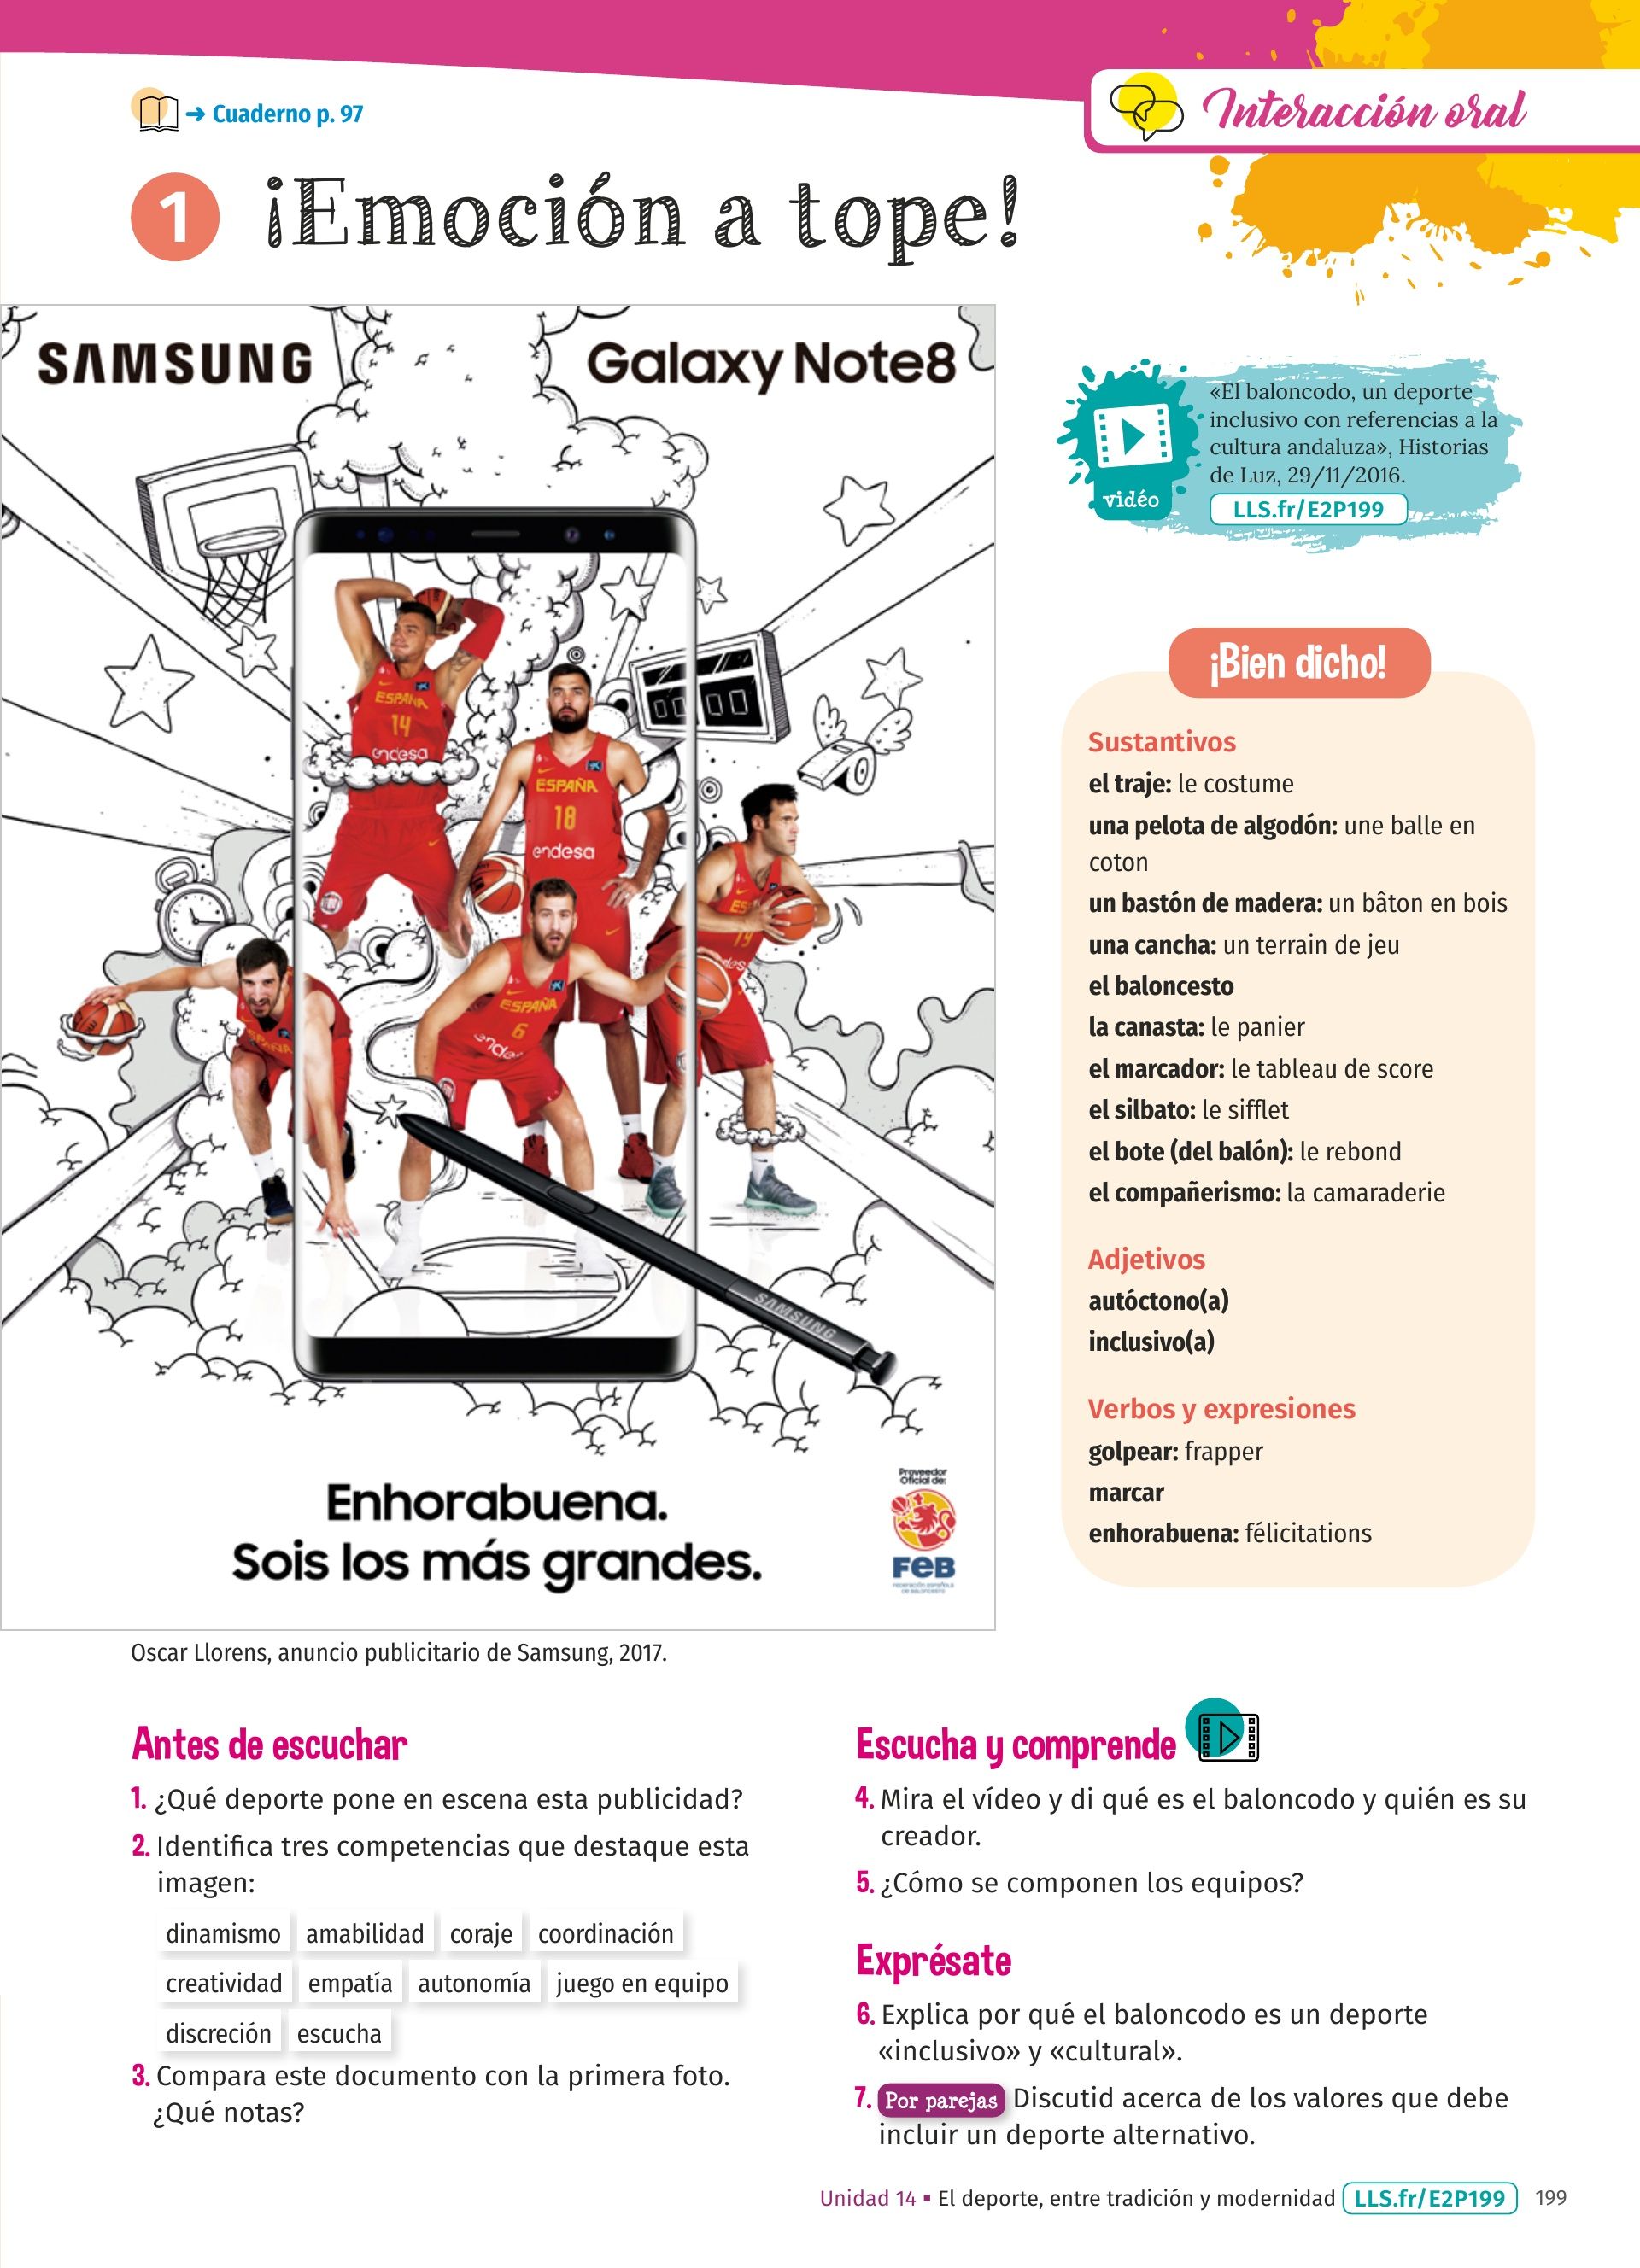 → Cuaderno p. 97
Interacción oral
1 ¡Emoción a tope!
SAMSUNG
Galaxy Note8
ESPAÑA
14
endesa
ESPAÑA
18
endesa
ESPAÑA
6
SAMSUNG
Enhorabuena.
Sois los más grandes.
Proveedor
Oficial de:
FEB
FEDERACIÓN ESPAÑOLA
DE BALONCESTO
Oscar Llorens, anuncio publicitario de Samsung, 2017.
vidéo
«El baloncodo, un deporte
inclusivo con referencias a la
cultura andaluza», Historias
de Luz, 29/11/2016.
LLS.fr/E2P199
¡Bien dicho!
Sustantivos
el traje: le costume
una pelota de algodón: une balle en
coton
un bastón de madera: un bâton en bois
una cancha: un terrain de jeu
el baloncesto
la canasta: le panier
el marcador: le tableau de score
el silbato: le sifflet
el bote (del balón): le rebond
el compañerismo: la camaraderie
Adjetivos
autóctono(a)
inclusivo(a)
Verbos y expresiones
golpear: frapper
marcar
enhorabuena: félicitations
Antes de escuchar
1. ¿Qué deporte pone en escena esta publicidad?
2. Identifica tres competencias que destaque esta
imagen:
dinamismo amabilidad coraje coordinación
creatividad empatía autonomía juego en equipo
discreción escucha
3. Compara este documento con la primera foto.
¿Qué notas?
Escucha y comprende
4. Mira el vídeo y di qué es el baloncodo y quién es su
creador.
5. ¿Cómo se componen los equipos?
Exprésate
6. Explica por qué el baloncodo es un deporte
«inclusivo» y «cultural».
7. Por parejas Discutid acerca de los valores que debe
incluir un deporte alternativo.
Unidad 14 ▪ El deporte, entre tradición y modernidad LLS.fr/E2P199 199